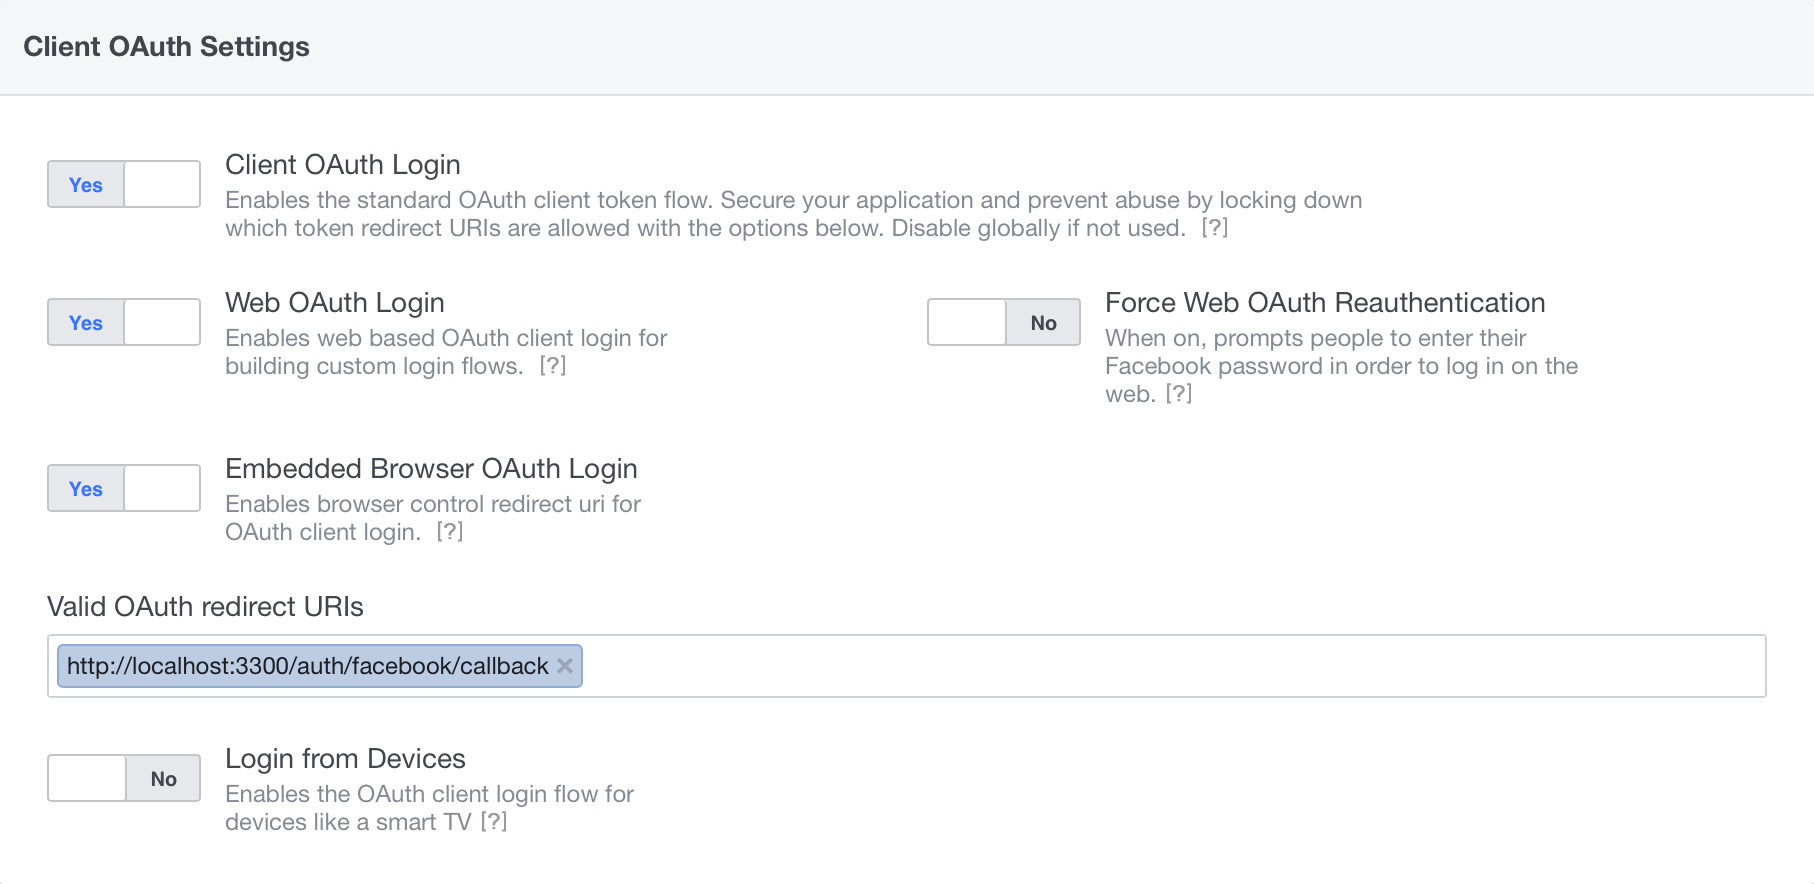 Client OAuth Settings
Yes
Client OAuth Login
Enables the standard OAuth client token flow. Secure your application and prevent abuse by locking down
which token redirect URIs are allowed with the options below. Disable globally if not used. [?]
Yes
Web OAuth Login
Enables web based OAuth client login for
building custom login flows. [?]
No
Force Web OAuth Reauthentication
When on, prompts people to enter their
Facebook password in order to log in on the
web. [?]
Yes
Embedded Browser OAuth Login
Enables browser control redirect uri for
OAuth client login. [?]
Valid OAuth redirect URIs
http://localhost:3300/auth/facebook/callback ×
No
Login from Devices
Enables the OAuth client login flow for
devices like a smart TV [?]